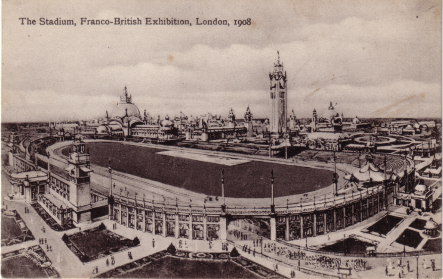 The Stadium, Franco-British Exhibition, London, 1908